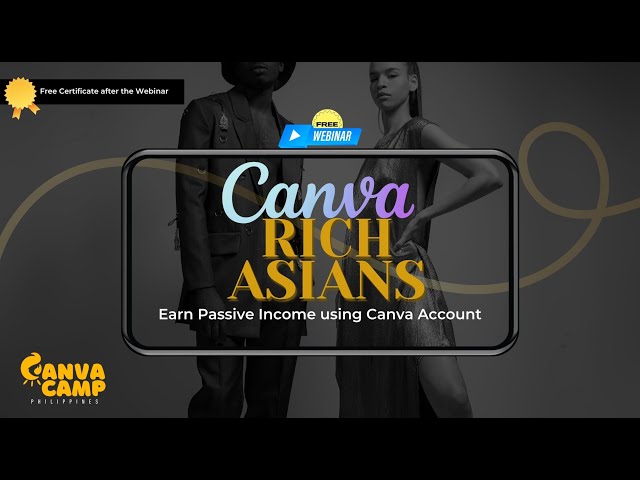 Free Certificate after the Webinar
FREE
WEBINAR
Canva
RICH
ASIANS
Earn Passive Income using Canva Account
CANVA
CAMP
PHILIPPINES